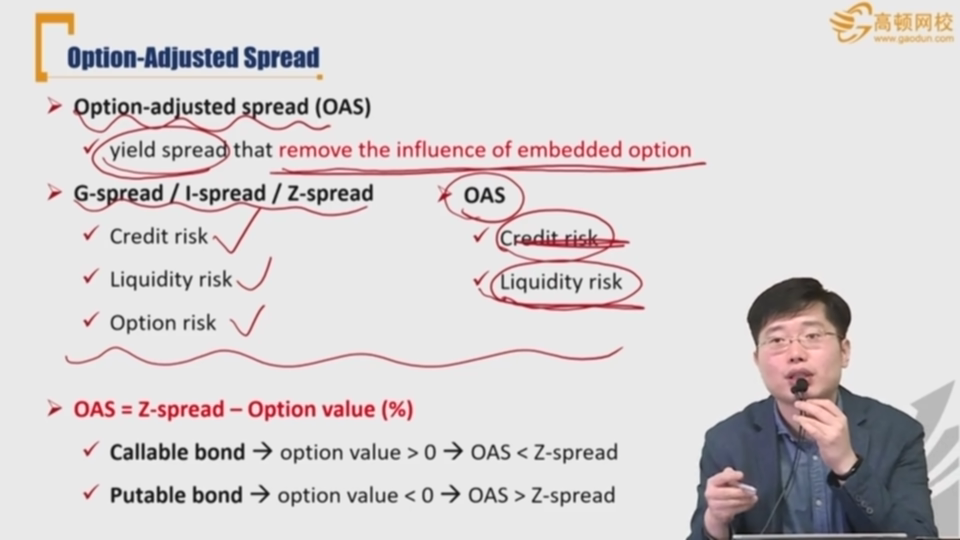 高顿网校
www.gaodun.com
Option-Adjusted Spread
Option-adjusted spread (OAS)
yield spread that remove the influence of embedded option
G-spread / I-spread / Z-spread
Credit risk
Liquidity risk
Option risk
OAS
Credit risk
Liquidity risk
OAS = Z-spread – Option value (%)
Callable bond → option value > 0 → OAS < Z-spread
Putable bond → option value < 0 → OAS > Z-spread